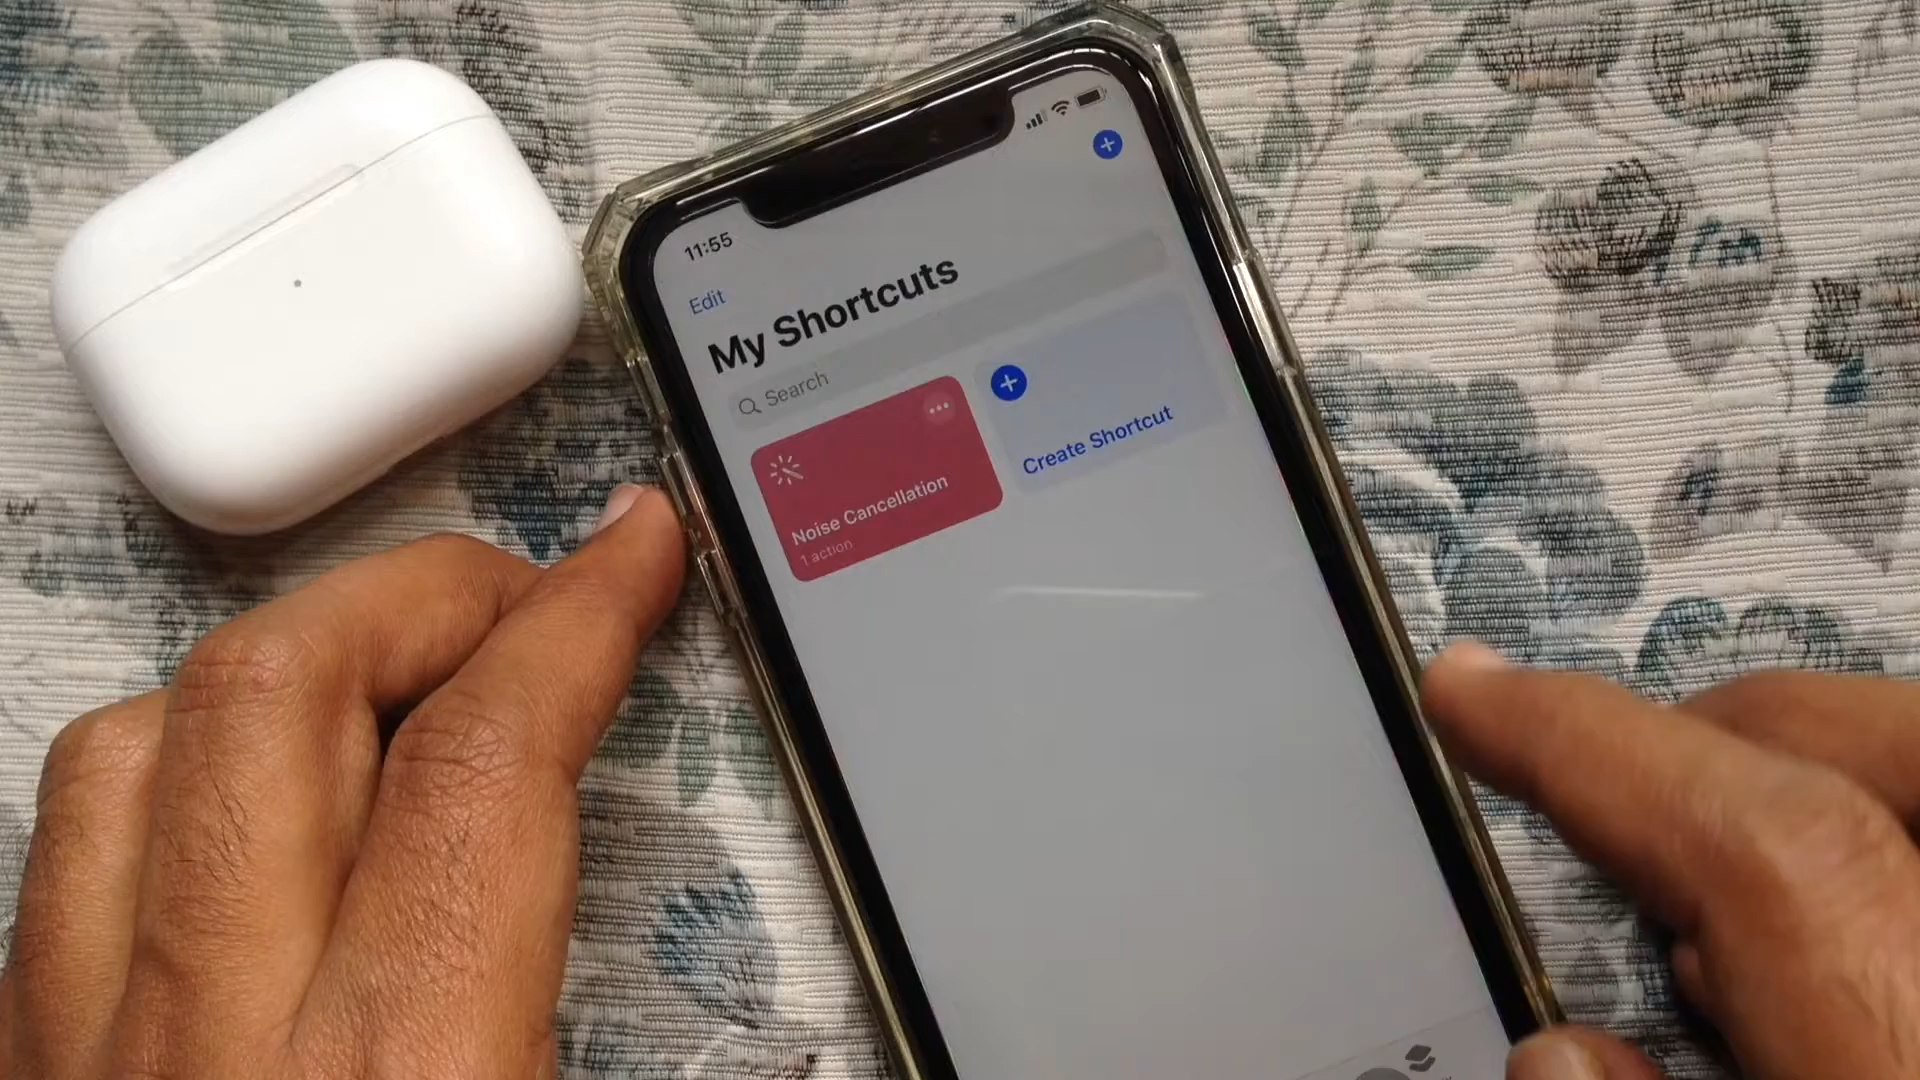 11:55
Edit
My Shortcuts
Search
Noise Cancellation
1 action
Create Shortcut